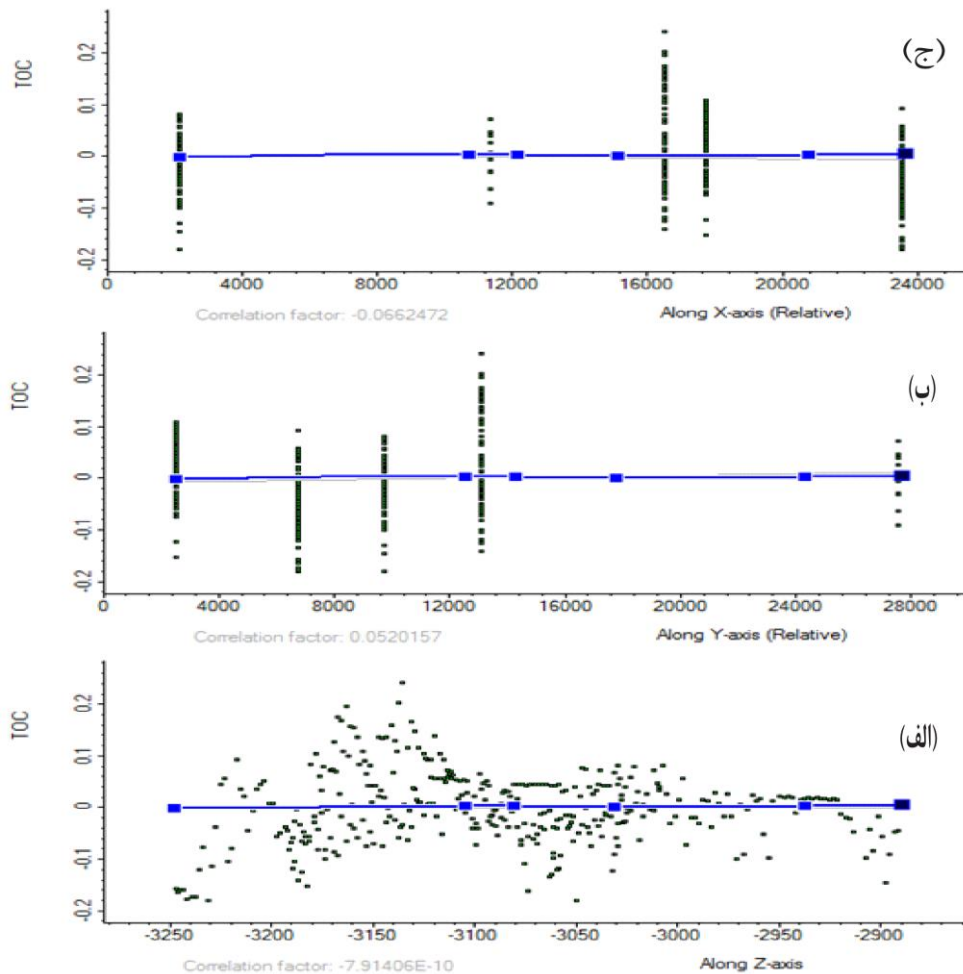 TOC
0.2
0.1
0
-0.1
-0.2
(ج)
0 4000 8000 12000 16000 20000 24000
Correlation factor: -0.0662472 Along X-axis (Relative)
TOC
0.2
0.1
0
-0.1
-0.2
(ب)
0 4000 8000 12000 16000 20000 24000 28000
Correlation factor: 0.0520157 Along Y-axis (Relative)
TOC
0.2
0.1
0
-0.1
-0.2
(الف)
-3250 -3200 -3150 -3100 -3050 -3000 -2950 -2900
Correlation factor: -7.91406E-10 Along Z-axis